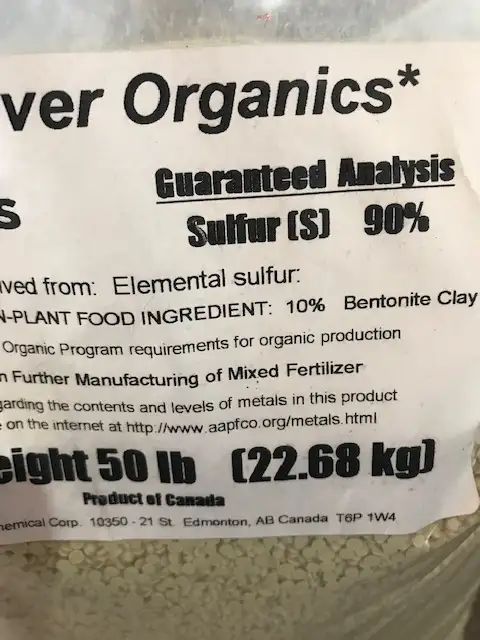 ver Organics*
Guaranteed Analysis
s
Sulfur (S) 90%
ived from: Elemental sulfur:
N-PLANT FOOD INGREDIENT: 10% Bentonite Clay
Organic Program requirements for organic production
n Further Manufacturing of Mixed Fertilizer
garding the contents and levels of metals in this product
e on the internet at http://www.aapfco.org/metals.html
eight 50 lb (22.68 kg)
Product of Canada
hemical Corp. 10350 - 21 St. Edmonton, AB Canada T6P 1W4